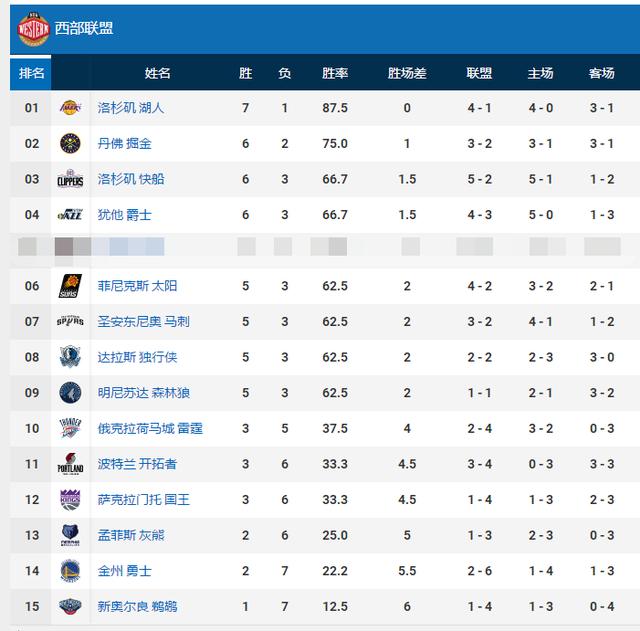 WESTERN
西部联盟
排名 姓名 胜 负 胜率 胜场差 联盟 主场 客场
01 洛杉矶 湖人 7 1 87.5 0 4 - 1 4 - 0 3 - 1
02 丹佛 掘金 6 2 75.0 1 3 - 2 3 - 1 3 - 1
03 CLIPPERS 洛杉矶 快船 6 3 66.7 1.5 5 - 2 5 - 1 1 - 2
04 犹他 爵士 6 3 66.7 1.5 4 - 3 5 - 0 1 - 3
06 SUNS 菲尼克斯 太阳 5 3 62.5 2 4 - 2 3 - 2 2 - 1
07 SPURS 圣安东尼奥 马刺 5 3 62.5 2 3 - 2 4 - 1 1 - 2
08 达拉斯 独行侠 5 3 62.5 2 2 - 2 2 - 3 3 - 0
09 明尼苏达 森林狼 5 3 62.5 2 1 - 1 2 - 1 3 - 2
10 THUNDER 俄克拉荷马城 雷霆 3 5 37.5 4 2 - 4 3 - 2 0 - 3
11 PORTLAND 波特兰 开拓者 3 6 33.3 4.5 3 - 4 0 - 3 3 - 3
12 KINGS 萨克拉门托 国王 3 6 33.3 4.5 1 - 4 1 - 3 2 - 3
13 孟菲斯 灰熊 2 6 25.0 5 1 - 3 2 - 3 0 - 3
14 金州 勇士 2 7 22.2 5.5 2 - 6 1 - 4 1 - 3
15 新奥尔良 鹈鹕 1 7 12.5 6 1 - 4 1 - 3 0 - 4